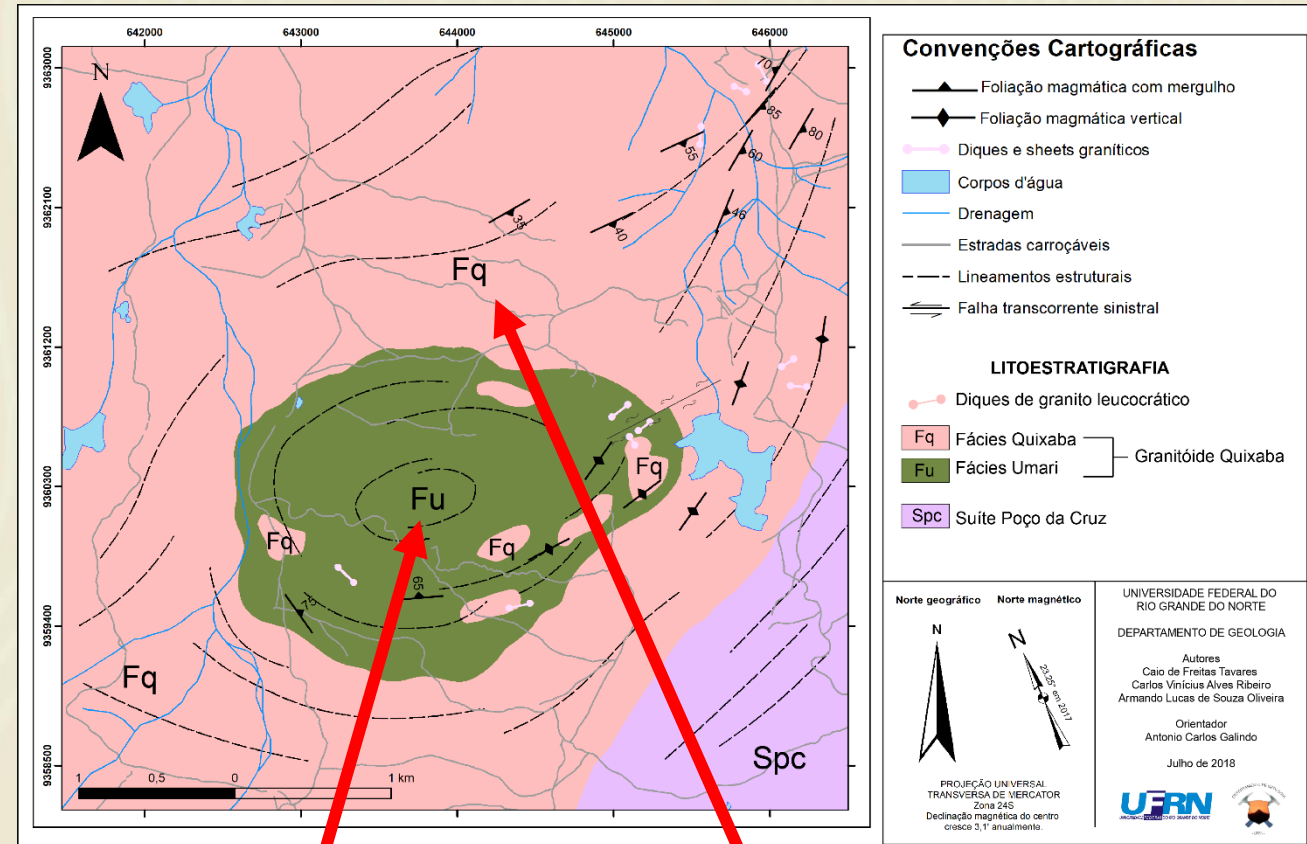 642000 643000 644000 645000 646000
9363000
9362100
9361200
9360300
9359400
9358500
N
70
85
80
55
60
46
35
40
Fq
Fu
Fq
Fq
Fq
65
75
Fq
Spc
1 0,5 0 1 km
Convenções Cartográficas
Foliação magmática com mergulho
Foliação magmática vertical
Diques e sheets graníticos
Corpos d'água
Drenagem
Estradas carroçáveis
Lineamentos estruturais
Falha transcorrente sinistral
LITOESTRATIGRAFIA
Diques de granito leucocrático
Fq Fácies Quixaba
Fu Fácies Umari
Granitóide Quixaba
Spc Suíte Poço da Cruz
Norte geográfico Norte magnético
N N
23,25° em 2017
PROJEÇÃO UNIVERSAL
TRANSVERSA DE MERCATOR
Zona 24S
Declinação magmática do centro
cresce 3,1' anualmente.
UNIVERSIDADE FEDERAL DO
RIO GRANDE DO NORTE
DEPARTAMENTO DE GEOLOGIA
Autores
Caio de Freitas Tavares
Carlos Vinícius Alves Ribeiro
Armando Lucas de Souza Oliveira
Orientador
Antonio Carlos Galindo
Julho de 2018
UFRN